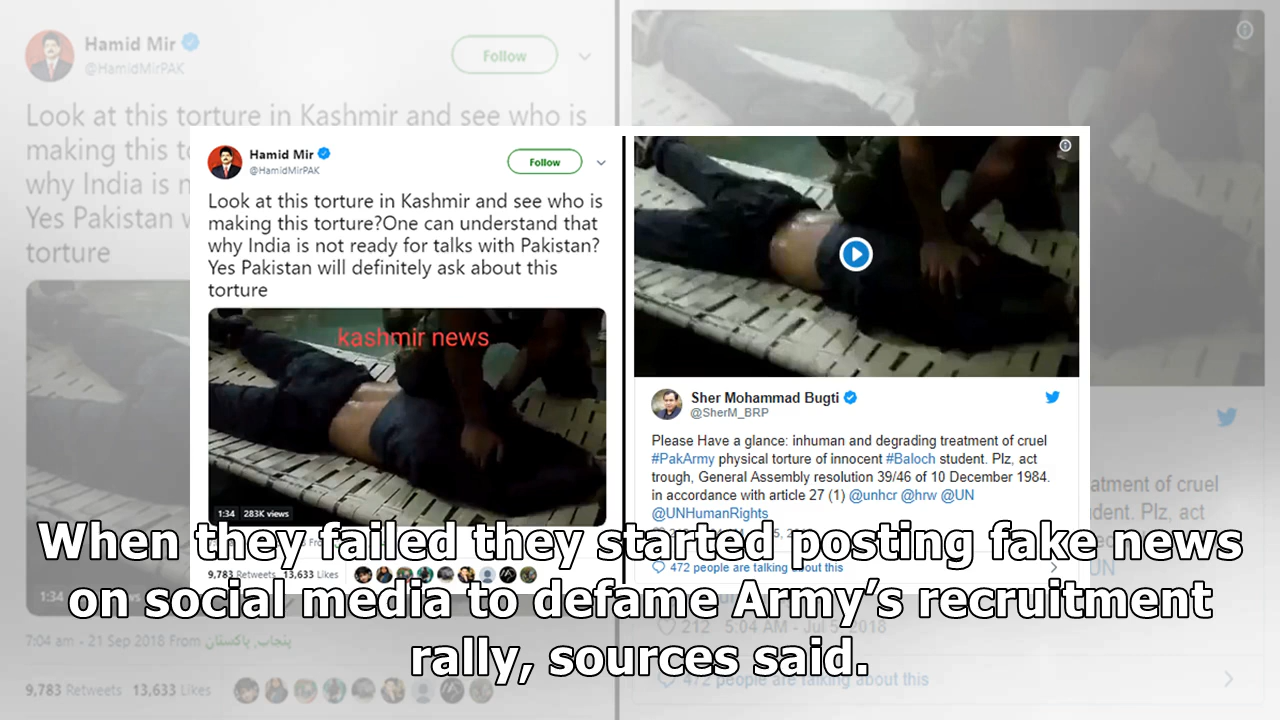 Hamid Mir
@HamidMirPAK
Follow
Look at this torture in Kashmir and see who is
making this t
why India is n
Yes Pakistan w
torture
Hamid Mir
@HamidMirPAK
Follow
Look at this torture in Kashmir and see who is
making this torture?One can understand that
why India is not ready for talks with Pakistan?
Yes Pakistan will definitely ask about this
torture
kashmir news
1:34 283K views
9,783 Retweets 13,633 Likes
Sher Mohammad Bugti
@SherM_BRP
Please Have a glance: inhuman and degrading treatment of cruel
#PakArmy physical torture of innocent #Baloch student. Plz, act
trough, General Assembly resolution 39/46 of 10 December 1984.
in accordance with article 27 (1) @unhcr @hrw @UN
@UNHumanRights
472 people are talking about this
atment of cruel
dent. Plz, act
UN
When they failed they started posting fake news
on social media to defame Army’s recruitment
rally, sources said.
1:34
7:04 am - 21 Sep 2018 From پنجاب, پاکستان
9,783 Retweets 13,633 Likes
212 5:04 AM - Jul 5, 2018
472 people are talking about this